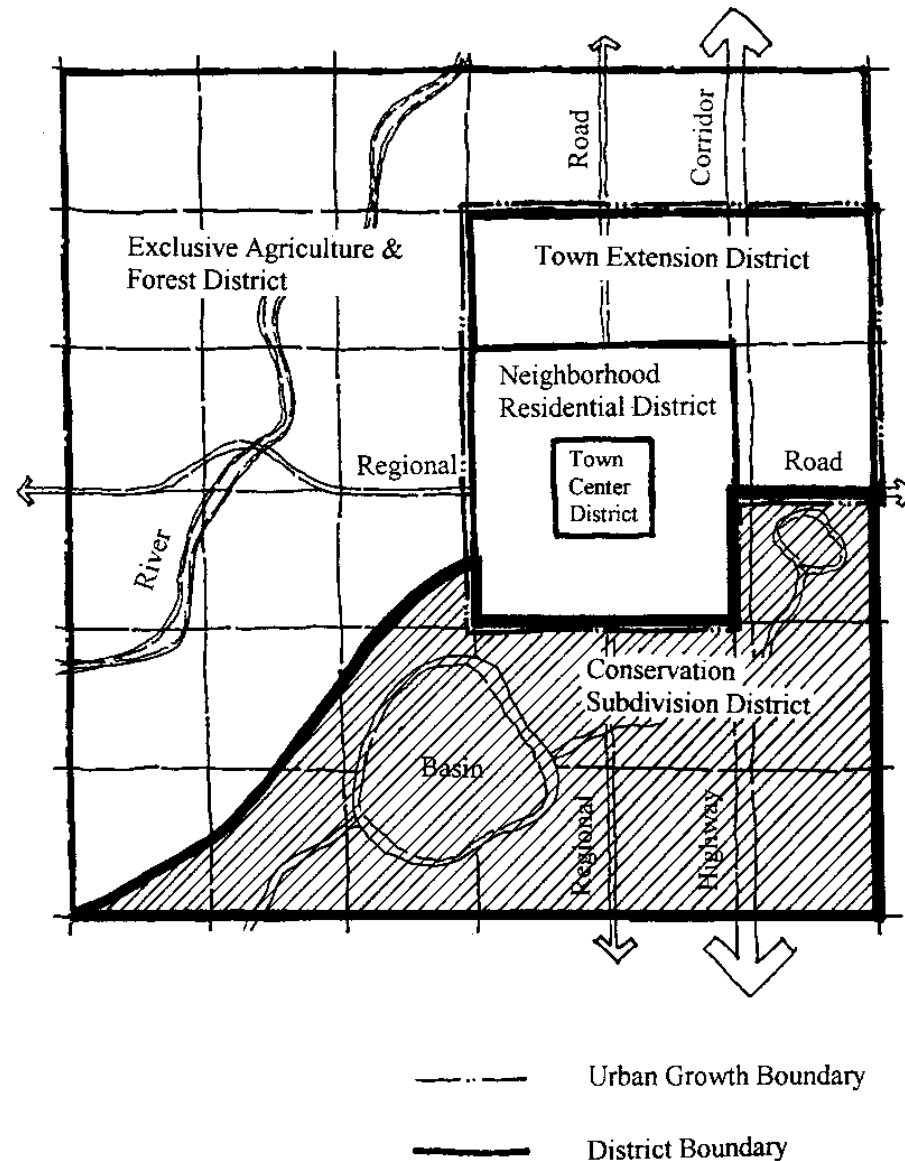 Road
Corridor
Exclusive Agriculture &
Forest District
Town Extension District
Neighborhood
Residential District
Regional
Town
Center
District
Road
River
Conservation
Subdivision District
Basin
Regional
Highway
Urban Growth Boundary
District Boundary